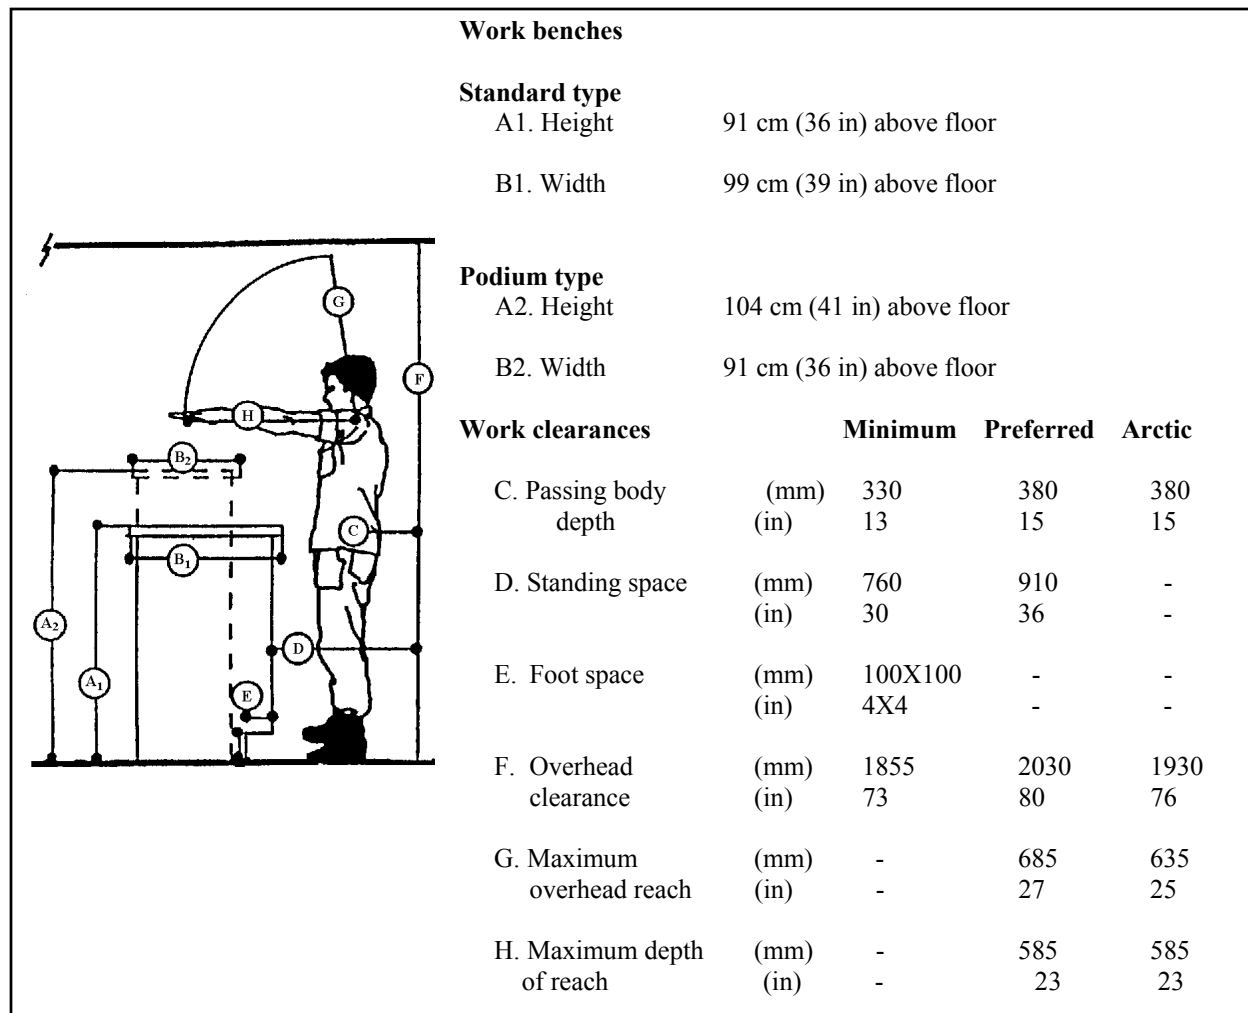 Work benches
Standard type
A1. Height 91 cm (36 in) above floor
B1. Width 99 cm (39 in) above floor
Podium type
A2. Height 104 cm (41 in) above floor
B2. Width 91 cm (36 in) above floor
Work clearances Minimum Preferred Arctic
C. Passing body (mm) 330 380 380
depth (in) 13 15 15
D. Standing space (mm) 760 910 -
(in) 30 36 -
E. Foot space (mm) 100X100 - -
(in) 4X4 - -
F. Overhead (mm) 1855 2030 1930
clearance (in) 73 80 76
G. Maximum (mm) - 685 635
overhead reach (in) - 27 25
H. Maximum depth (mm) - 585 585
of reach (in) - 23 23
G
F
H
B2
C
B1
A2
D
A1
E